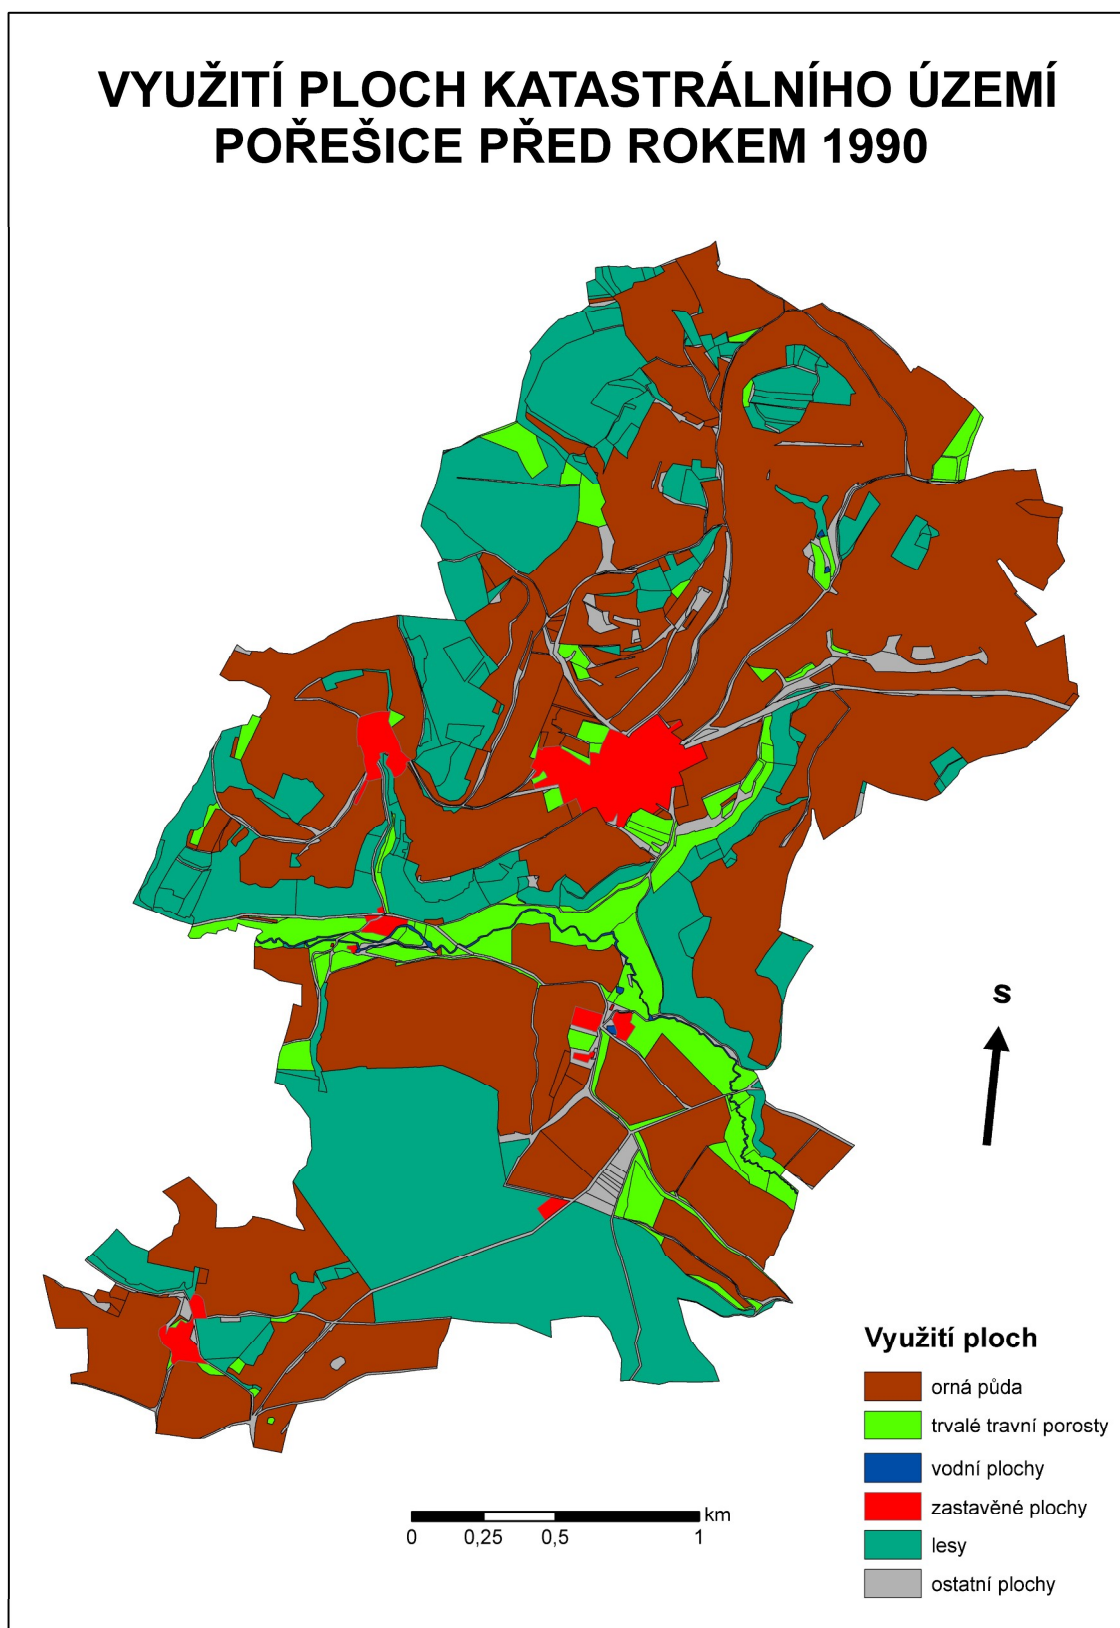 VYUŽITÍ PLOCH KATASTRÁLNÍHO ÚZEMÍ
POŘEŠICE PŘED ROKEM 1990
S
Využití ploch
orná půda
trvalé travní porosty
vodní plochy
zastavěné plochy
lesy
ostatní plochy
km
0 0,25 0,5 1